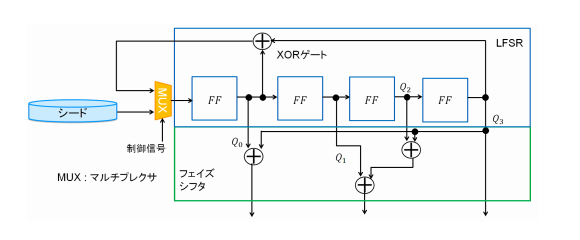 LFSR
XORゲート
MUX
FF
FF
FF
FF
Q₂
シード
Q₃
制御信号
Q₀
Q₁
MUX：マルチプレクサ
フェイズ
シフタ